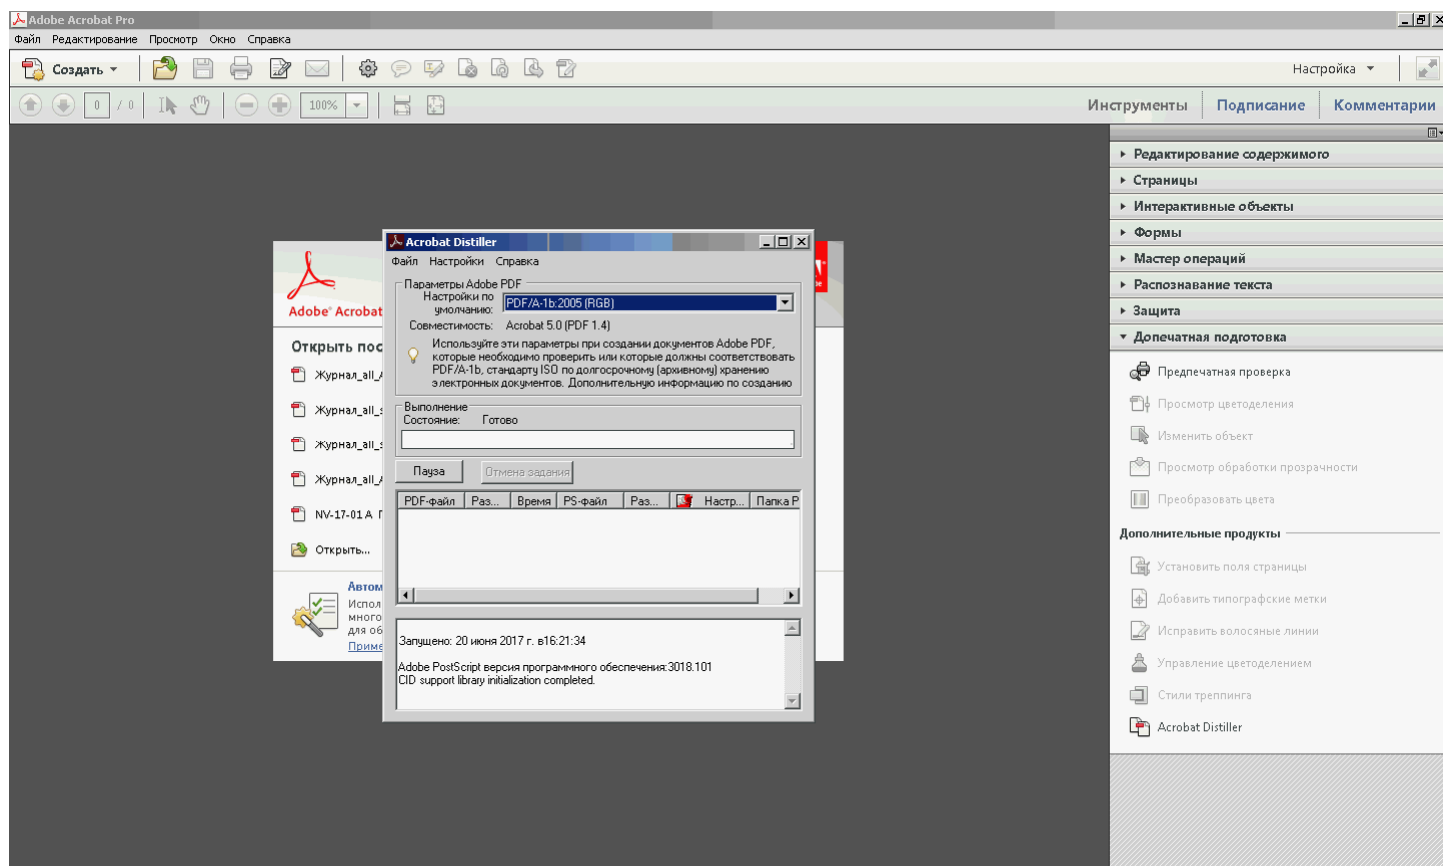 Adobe Acrobat Pro
Файл Редактирование Просмотр Окно Справка
Создать
Настройка
0 / 0
100%
Инструменты Подписание Комментарии
Редактирование содержимого
Страницы
Интерактивные объекты
Формы
Мастер операций
Распознавание текста
Защита
Допечатная подготовка
Предпечатная проверка
Просмотр цветоделения
Изменить объект
Просмотр обработки прозрачности
Преобразовать цвета
Дополнительные продукты
Установить поля страницы
Добавить типографские метки
Исправить волосяные линии
Управление цветоделением
Стили треппинга
Acrobat Distiller
Adobe® Acrobat
Открыть пос
Журнал_all_
Журнал_all_
Журнал_all_
Журнал_all_
NV-17-01 A
Открыть...
Автом
Испол
много
для об
Приме
Acrobat Distiller
Файл Настройки Справка
Параметры Adobe PDF
Настройки по
умолчанию:
PDF/A-1b:2005 (RGB)
Совместимость: Acrobat 5.0 (PDF 1.4)
Используйте эти параметры при создании документов Adobe PDF,
которые необходимо проверить или которые должны соответствовать
PDF/A-1b, стандарту ISO по долгосрочному (архивному) хранению
электронных документов. Дополнительную информацию по созданию
Выполнение
Состояние: Готово
Пауза Отмена задания
PDF-файл Раз... Время PS-файл Раз... Настр... Папка P
Запущено: 20 июня 2017 г. в16:21:34
Adobe PostScript версия программного обеспечения:3018.101
CID support library initialization completed.